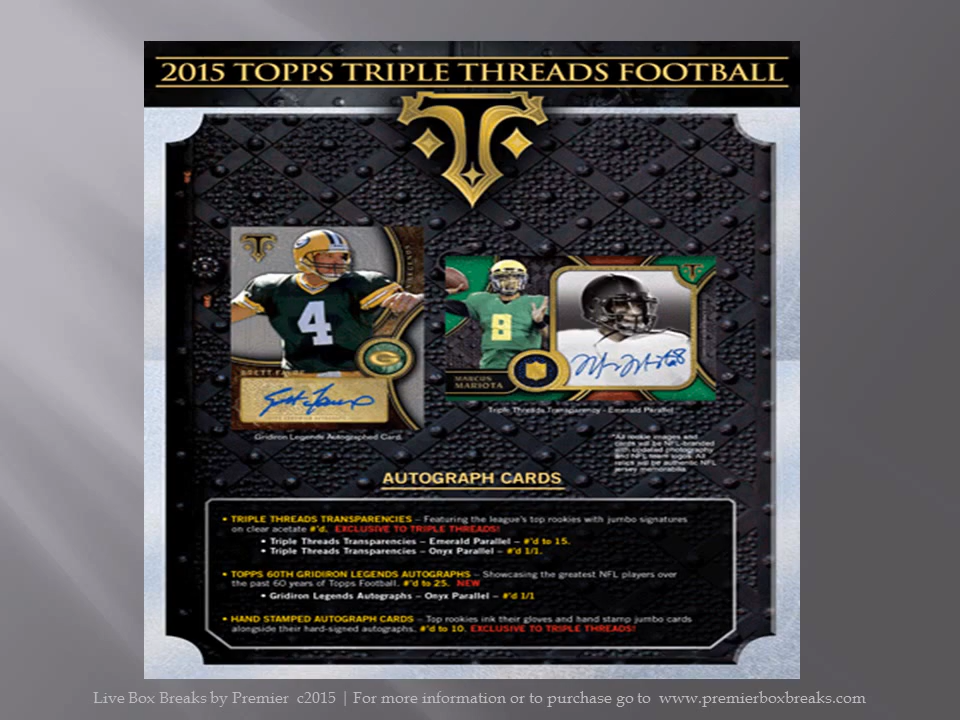 2015 TOPPS TRIPLE THREADS FOOTBALL
4
8
BRETT FAVRE
MARCUS
MARIOTA
Triple Threads Transparency - Emerald Parallel
Gridiron Legends Autographed Card.
*All rookie images and
cards will be NFL-branded
with updated photography
and NFL team logos. All
relics will be authentic NFL
jersey memorabilia.
AUTOGRAPH CARDS
• TRIPLE THREADS TRANSPARENCIES – Featuring the league's top rookies with jumbo signatures
on clear acetate #'d. EXCLUSIVE TO TRIPLE THREADS!
• Triple Threads Transparencies – Emerald Parallel – #'d to 15.
• Triple Threads Transparencies – Onyx Parallel – #'d 1/1.
• TOPPS 60TH GRIDIRON LEGENDS AUTOGRAPHS – Showcasing the greatest NFL players over
the past 60 years of Topps Football. #'d to 25. NEW
• Gridiron Legends Autographs – Onyx Parallel – #'d 1/1
• HAND STAMPED AUTOGRAPH CARDS – Top rookies ink their gloves and hand stamp jumbo cards
alongside their hard-signed autographs. #'d to 10. EXCLUSIVE TO TRIPLE THREADS!
Live Box Breaks by Premier c2015 | For more information or to purchase go to www.premierboxbreaks.com